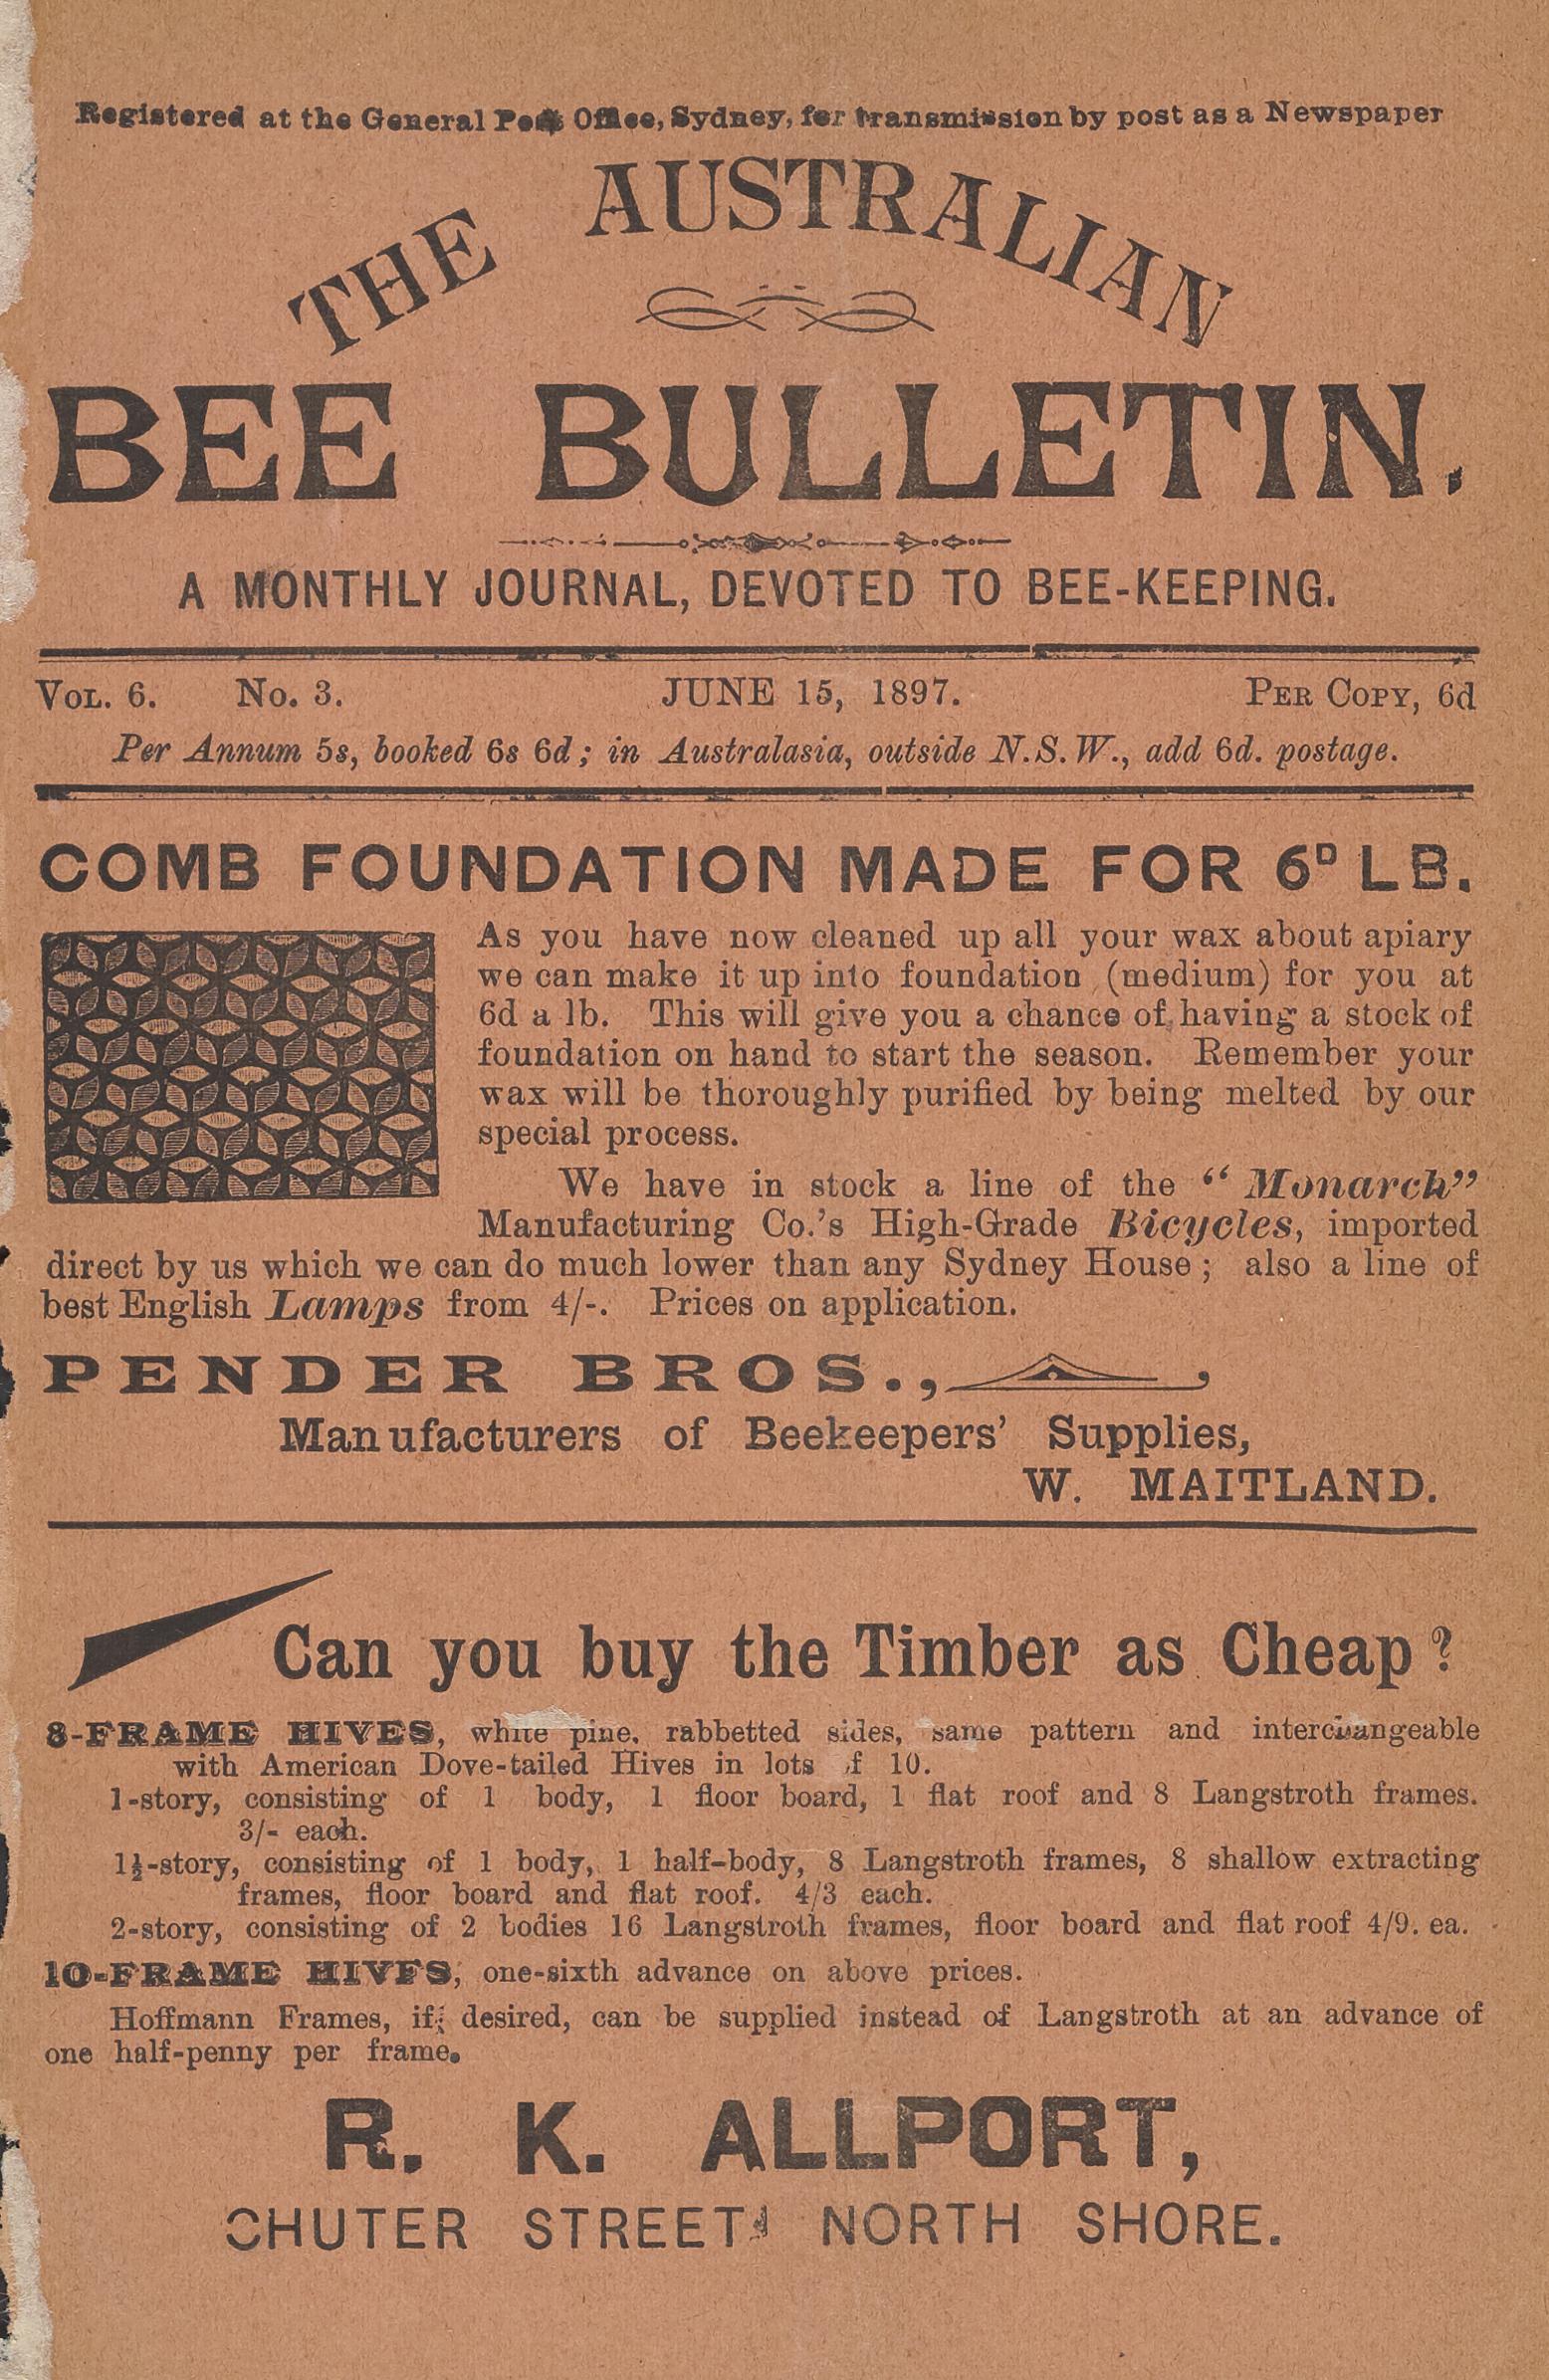 Registered at the General Post Office, Sydney, for transmission by post as a Newspaper
THE AUSTRALIAN
BEE BULLETIN.
A MONTHLY JOURNAL, DEVOTED TO BEE-KEEPING.
VOL. 6. No. 3. JUNE 15, 1897. PER COPY, 6d
Per Annum 5s, booked 6s 6d; in Australasia, outside N.S.W., add 6d. postage.
COMB FOUNDATION MADE FOR 6D LB.
As you have now cleaned up all your wax about apiary
we can make it up into foundation (medium) for you at
6d a lb. This will give you a chance of having a stock of
foundation on hand to start the season. Remember your
wax will be thoroughly purified by being melted by our
special process.
We have in stock a line of the "Monarch"
Manufacturing Co.'s High-Grade Bicycles, imported
direct by us which we can do much lower than any Sydney House; also a line of
best English Lamps from 4/-. Prices on application.
PENDER BROS.,
Manufacturers of Beekeepers' Supplies,
W. MAITLAND.
Can you buy the Timber as Cheap?
8-FRAME HIVES, white pine, rabbetted sides, same pattern and interchangeable
with American Dove-tailed Hives in lots f 10.
1-story, consisting of 1 body, 1 floor board, 1 flat roof and 8 Langstroth frames.
3/- each.
1½-story, consisting of 1 body, 1 half-body, 8 Langstroth frames, 8 shallow extracting
frames, floor board and flat roof. 4/3 each.
2-story, consisting of 2 bodies 16 Langstroth frames, floor board and flat roof 4/9. ea.
10-FRAME HIVES, one-sixth advance on above prices.
Hoffmann Frames, if desired, can be supplied instead of Langstroth at an advance of
one half-penny per frame.
R. K. ALLPORT,
CHUTER STREET, NORTH SHORE.